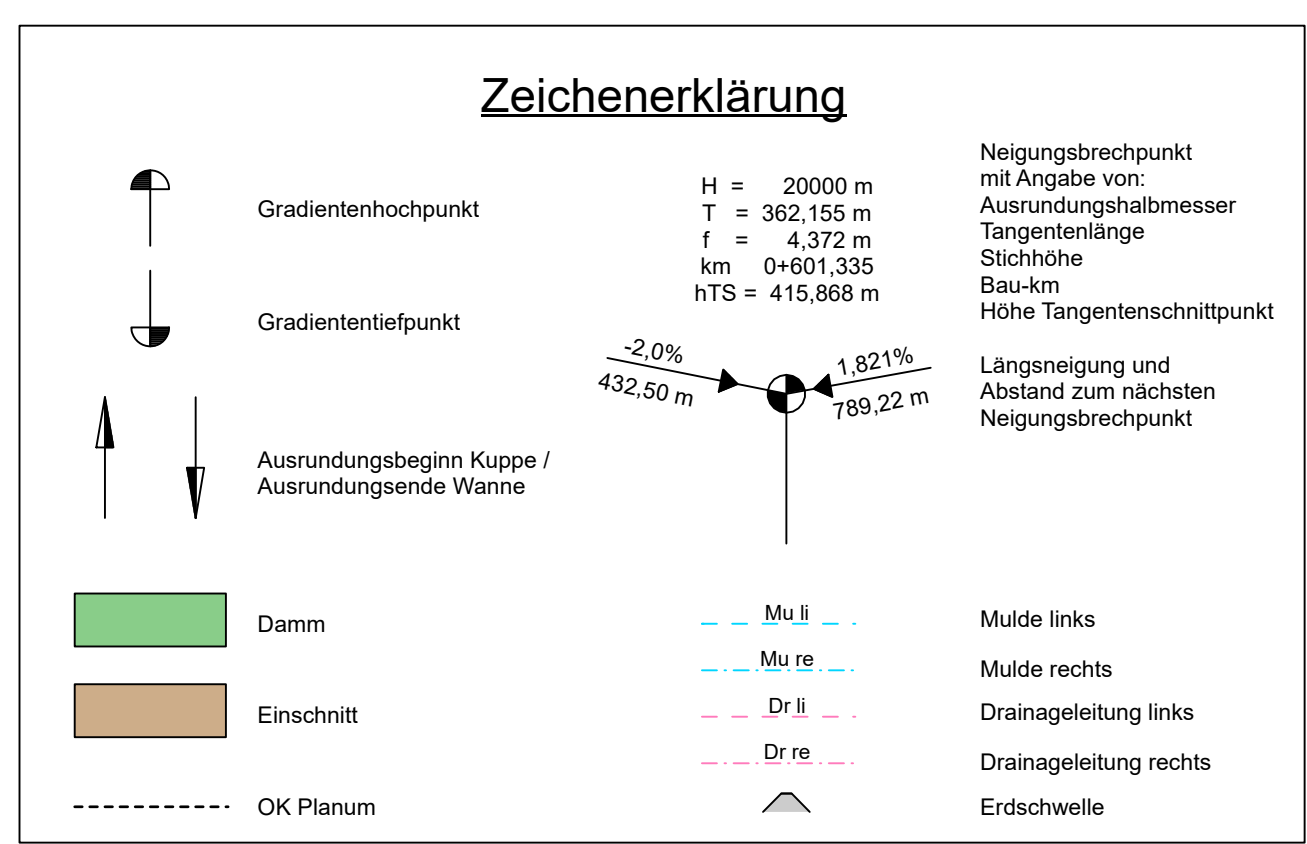 Zeichenerklärung
Gradientenhochpunkt
Gradiententiefpunkt
Ausrundungsbeginn Kuppe /
Ausrundungsende Wanne
Damm
Einschnitt
OK Planum
H = 20000 m
T = 362,155 m
f = 4,372 m
km 0+601,335
hTS = 415,868 m
Neigungsbrechpunkt
mit Angabe von:
Ausrundungshalbmesser
Tangentenlänge
Stichhöhe
Bau-km
Höhe Tangentenschnittpunkt
-2,0%
432,50 m
1,821%
789,22 m
Längsneigung und
Abstand zum nächsten
Neigungsbrechpunkt
Mu li
Mulde links
Mu re
Mulde rechts
Dr li
Drainageleitung links
Dr re
Drainageleitung rechts
Erdschwelle